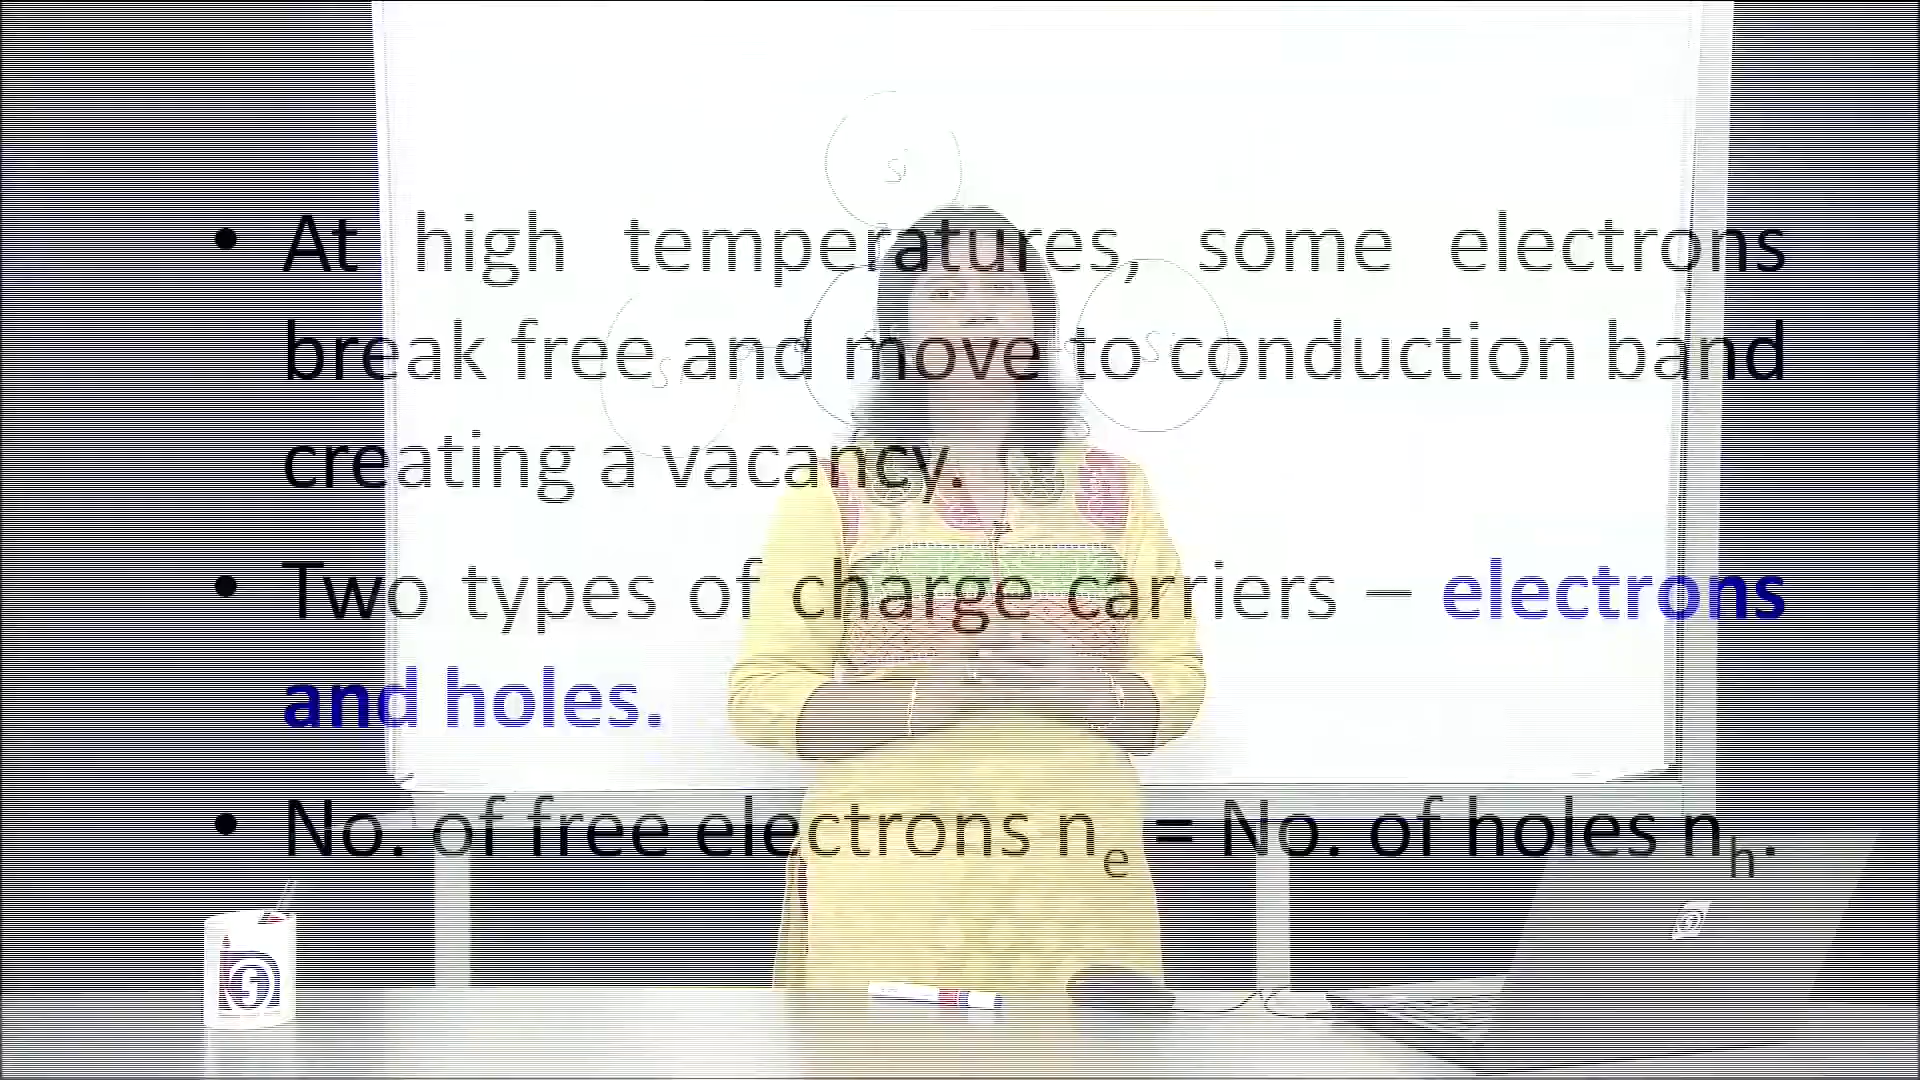 Si
• At high temperatures, some electrons
break free and move to conduction band
creating a vacancy.
• Two types of charge carriers – electrons
and holes.
• No. of free electrons nₑ = No. of holes nₕ.